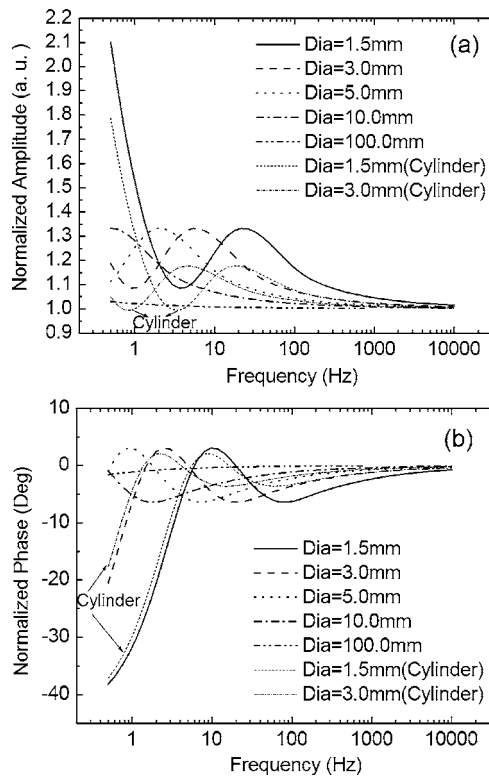 2.2
2.1
2.0
1.9
1.8
1.7
1.6
1.5
1.4
1.3
1.2
1.1
1.0
0.9
Normalized Amplitude (a. u. )
(a)
Dia=1.5mm
Dia=3.0mm
Dia=5.0mm
Dia=10.0mm
Dia=100.0mm
Dia=1.5mm(Cylinder)
Dia=3.0mm(Cylinder)
Cylinder
1 10 100 1000 10000
Frequency (Hz)
10
0
-10
-20
-30
-40
Normalized Phase (Deg)
(b)
Cylinder
Dia=1.5mm
Dia=3.0mm
Dia=5.0mm
Dia=10.0mm
Dia=100.0mm
Dia=1.5mm(Cylinder)
Dia=3.0mm(Cylinder)
1 10 100 1000 10000
Frequency (Hz)